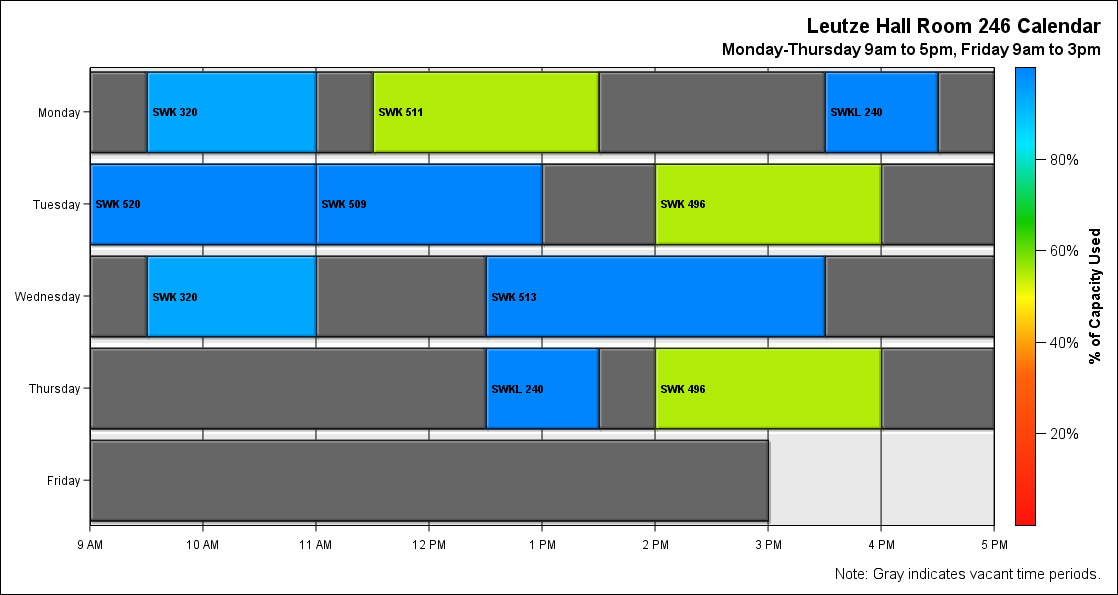 Leutze Hall Room 246 Calendar
Monday-Thursday 9am to 5pm, Friday 9am to 3pm
Monday
SWK 320
SWK 511
SWKL 240
Tuesday
SWK 520
SWK 509
SWK 496
Wednesday
SWK 320
SWK 513
Thursday
SWKL 240
SWK 496
Friday
9 AM
10 AM
11 AM
12 PM
1 PM
2 PM
3 PM
4 PM
5 PM
80%
60%
40%
20%
% of Capacity Used
Note: Gray indicates vacant time periods.